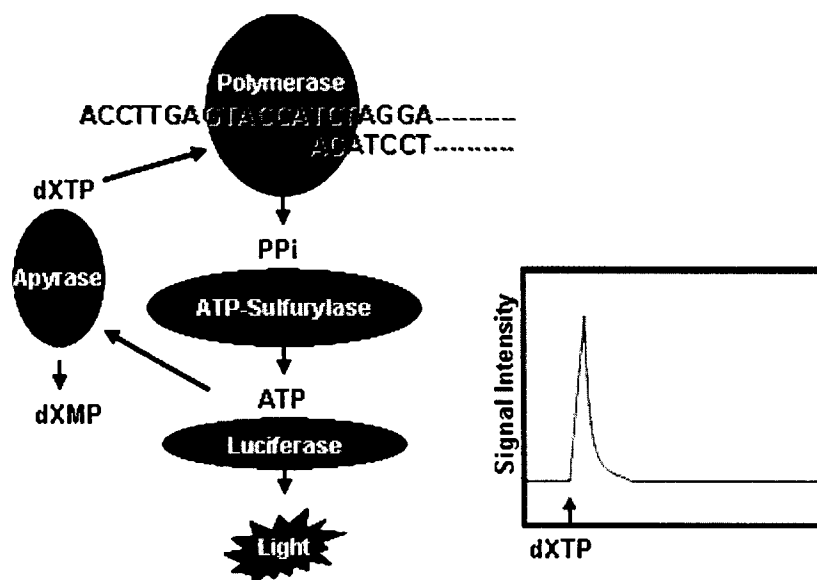 Polymerase
ACCTTGAGTACCATCTAGGA
AGATCCT
dXTP
PPi
Apyrase
ATP-Sulfurylase
ATP
dXMP
Luciferase
Light
Signal Intensity
dXTP